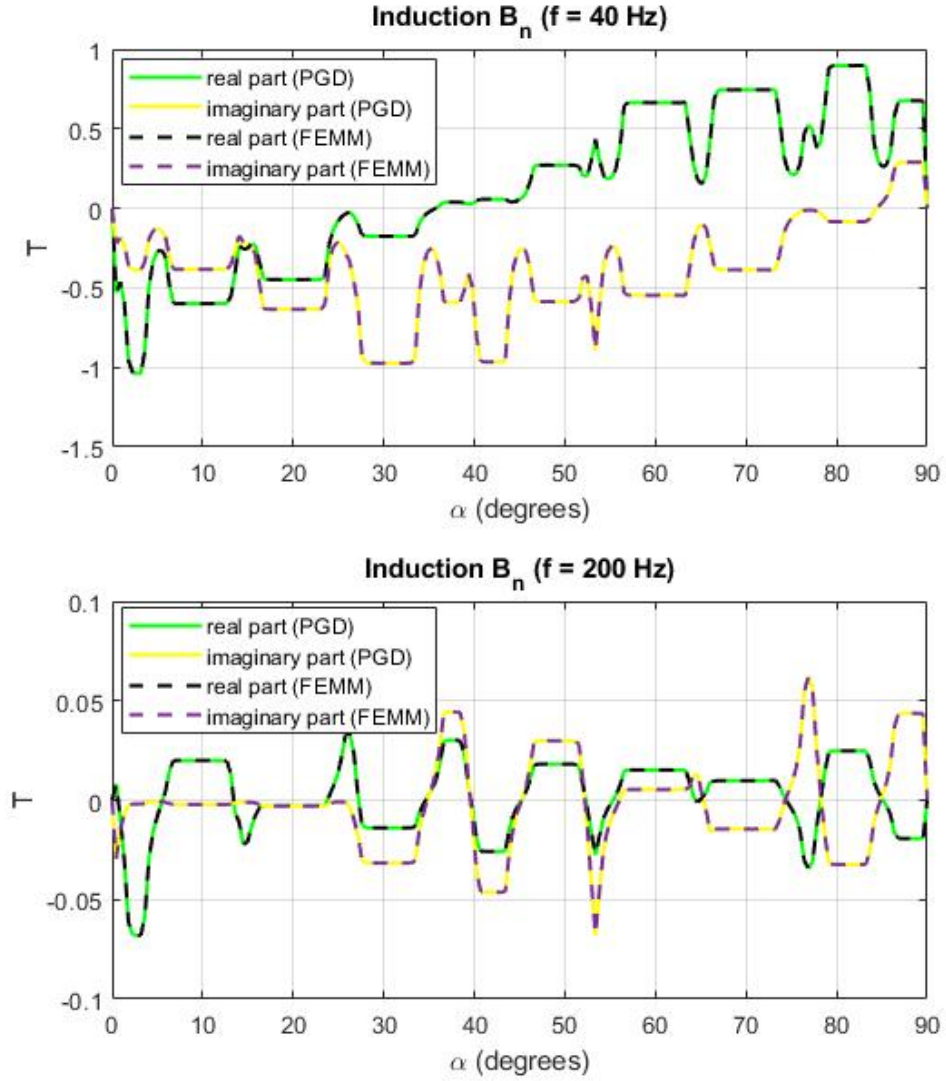 Induction B_n (f = 40 Hz)
1
real part (PGD)
imaginary part (PGD)
real part (FEMM)
imaginary part (FEMM)
0.5
0
T
-0.5
-1
-1.5
0 10 20 30 40 50 60 70 80 90
α (degrees)
Induction B_n (f = 200 Hz)
0.1
real part (PGD)
imaginary part (PGD)
real part (FEMM)
imaginary part (FEMM)
0.05
0
T
-0.05
-0.1
0 10 20 30 40 50 60 70 80 90
α (degrees)